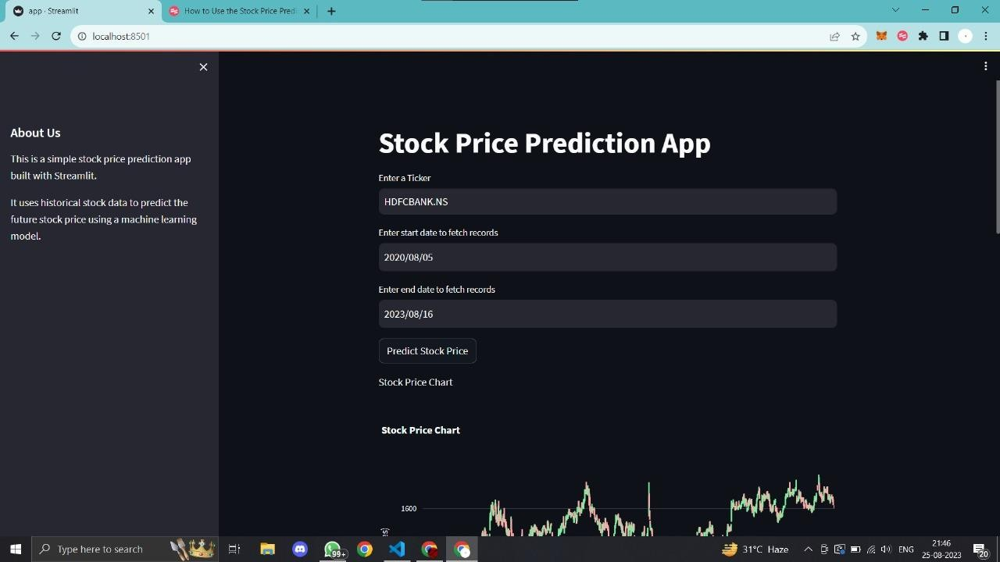 app · Streamlit
How to Use the Stock Price Pred
localhost:8501
About Us
This is a simple stock price prediction app
built with Streamlit.
It uses historical stock data to predict the
future stock price using a machine learning
model.
Stock Price Prediction App
Enter a Ticker
HDFCBANK.NS
Enter start date to fetch records
2020/08/05
Enter end date to fetch records
2023/08/16
Predict Stock Price
Stock Price Chart
Stock Price Chart
1600
Type here to search
99+
31°C Haze
ENG
21:46
25-08-2023
20